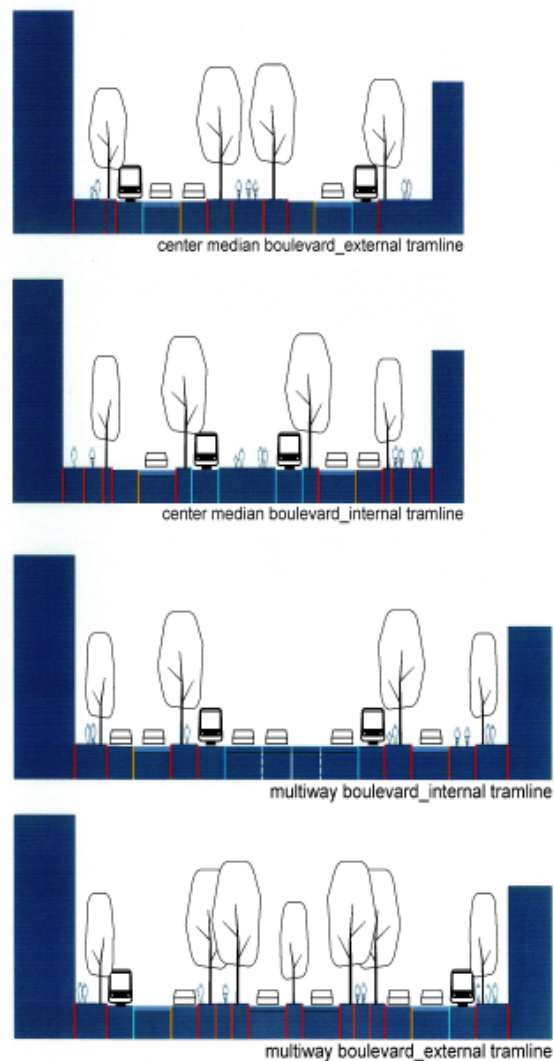 center median boulevard_external tramline
center median boulevard_internal tramline
multiway boulevard_internal tramline
multiway boulevard_external tramline